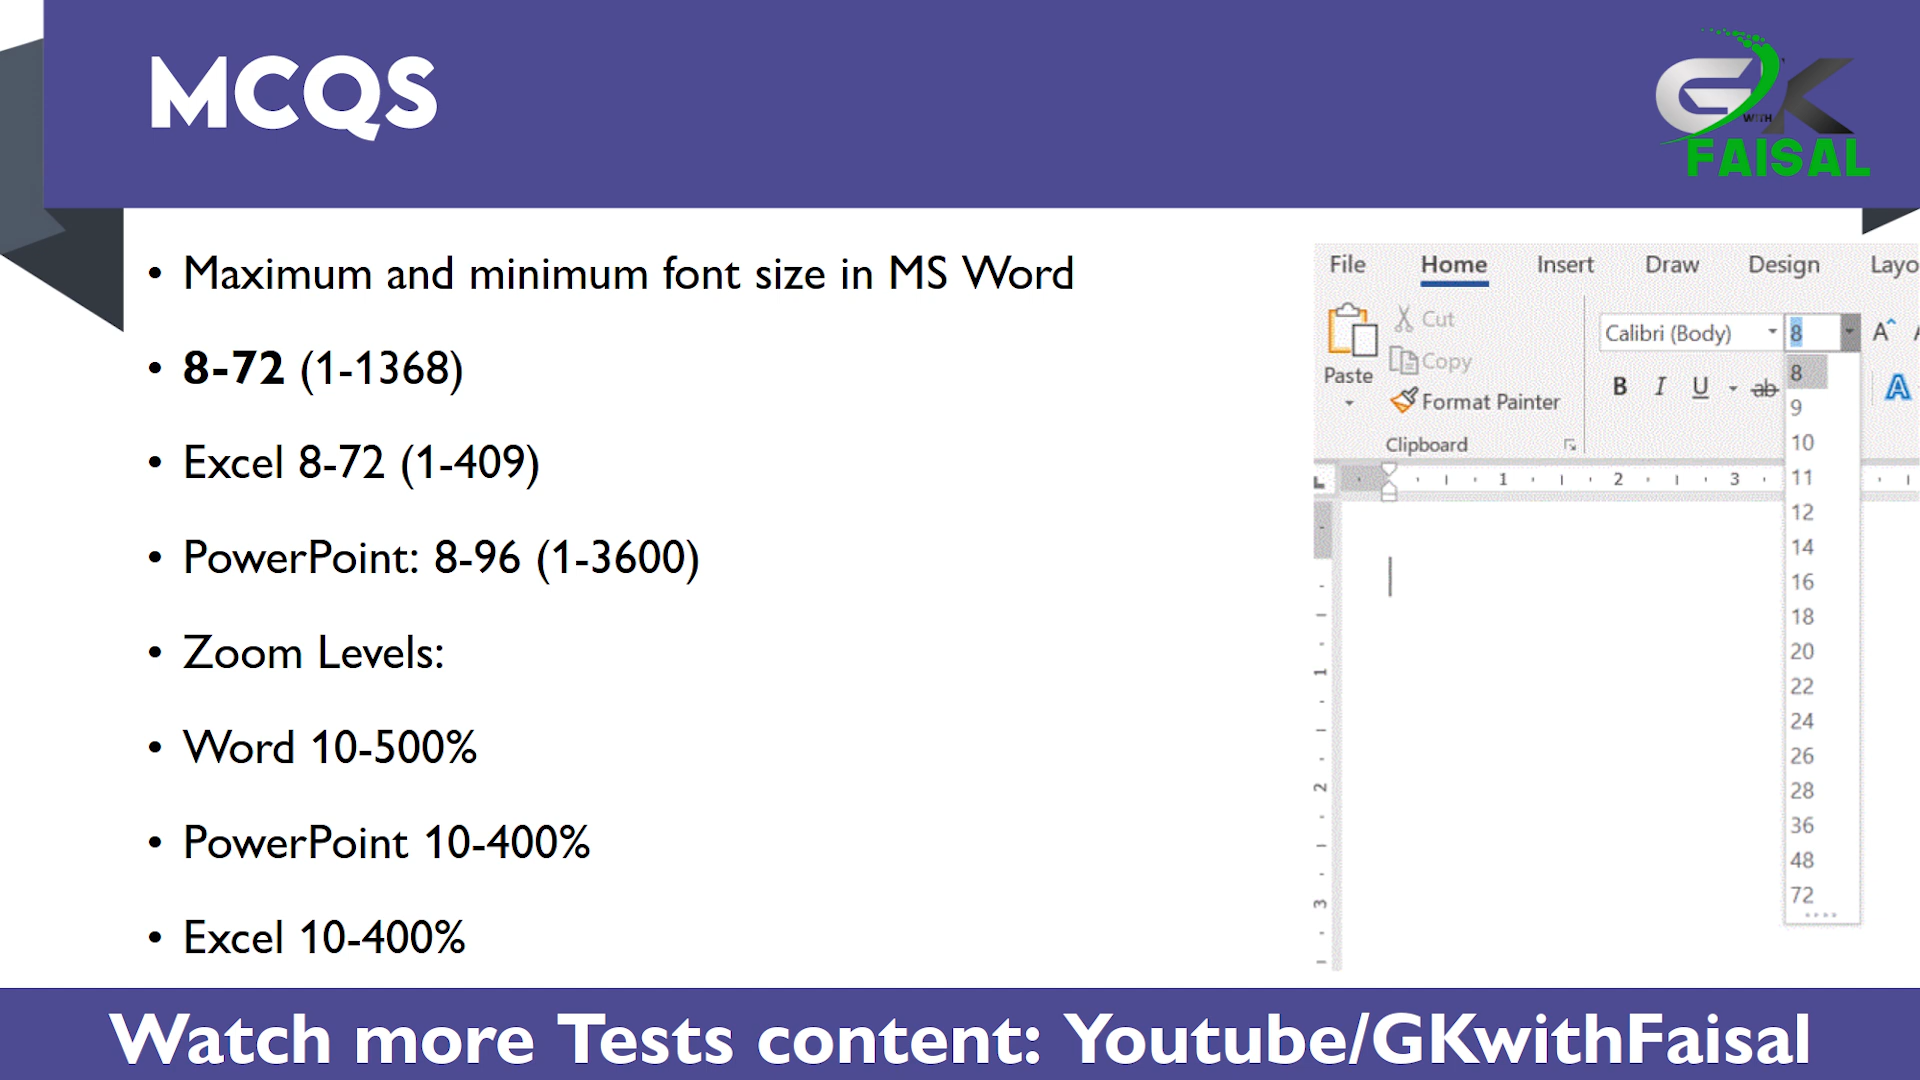 MCQS
GK
WITH
FAISAL
• Maximum and minimum font size in MS Word
• 8-72 (1-1368)
• Excel 8-72 (1-409)
• PowerPoint: 8-96 (1-3600)
• Zoom Levels:
• Word 10-500%
• PowerPoint 10-400%
• Excel 10-400%
File Home Insert Draw Design Layo
Cut
Copy
Paste
Format Painter
Clipboard
Calibri (Body) 8 A
B I U ab A
1 2 3
8
9
10
11
12
14
16
18
20
22
24
26
28
36
48
72
1
2
3
Watch more Tests content: Youtube/GKwithFaisal